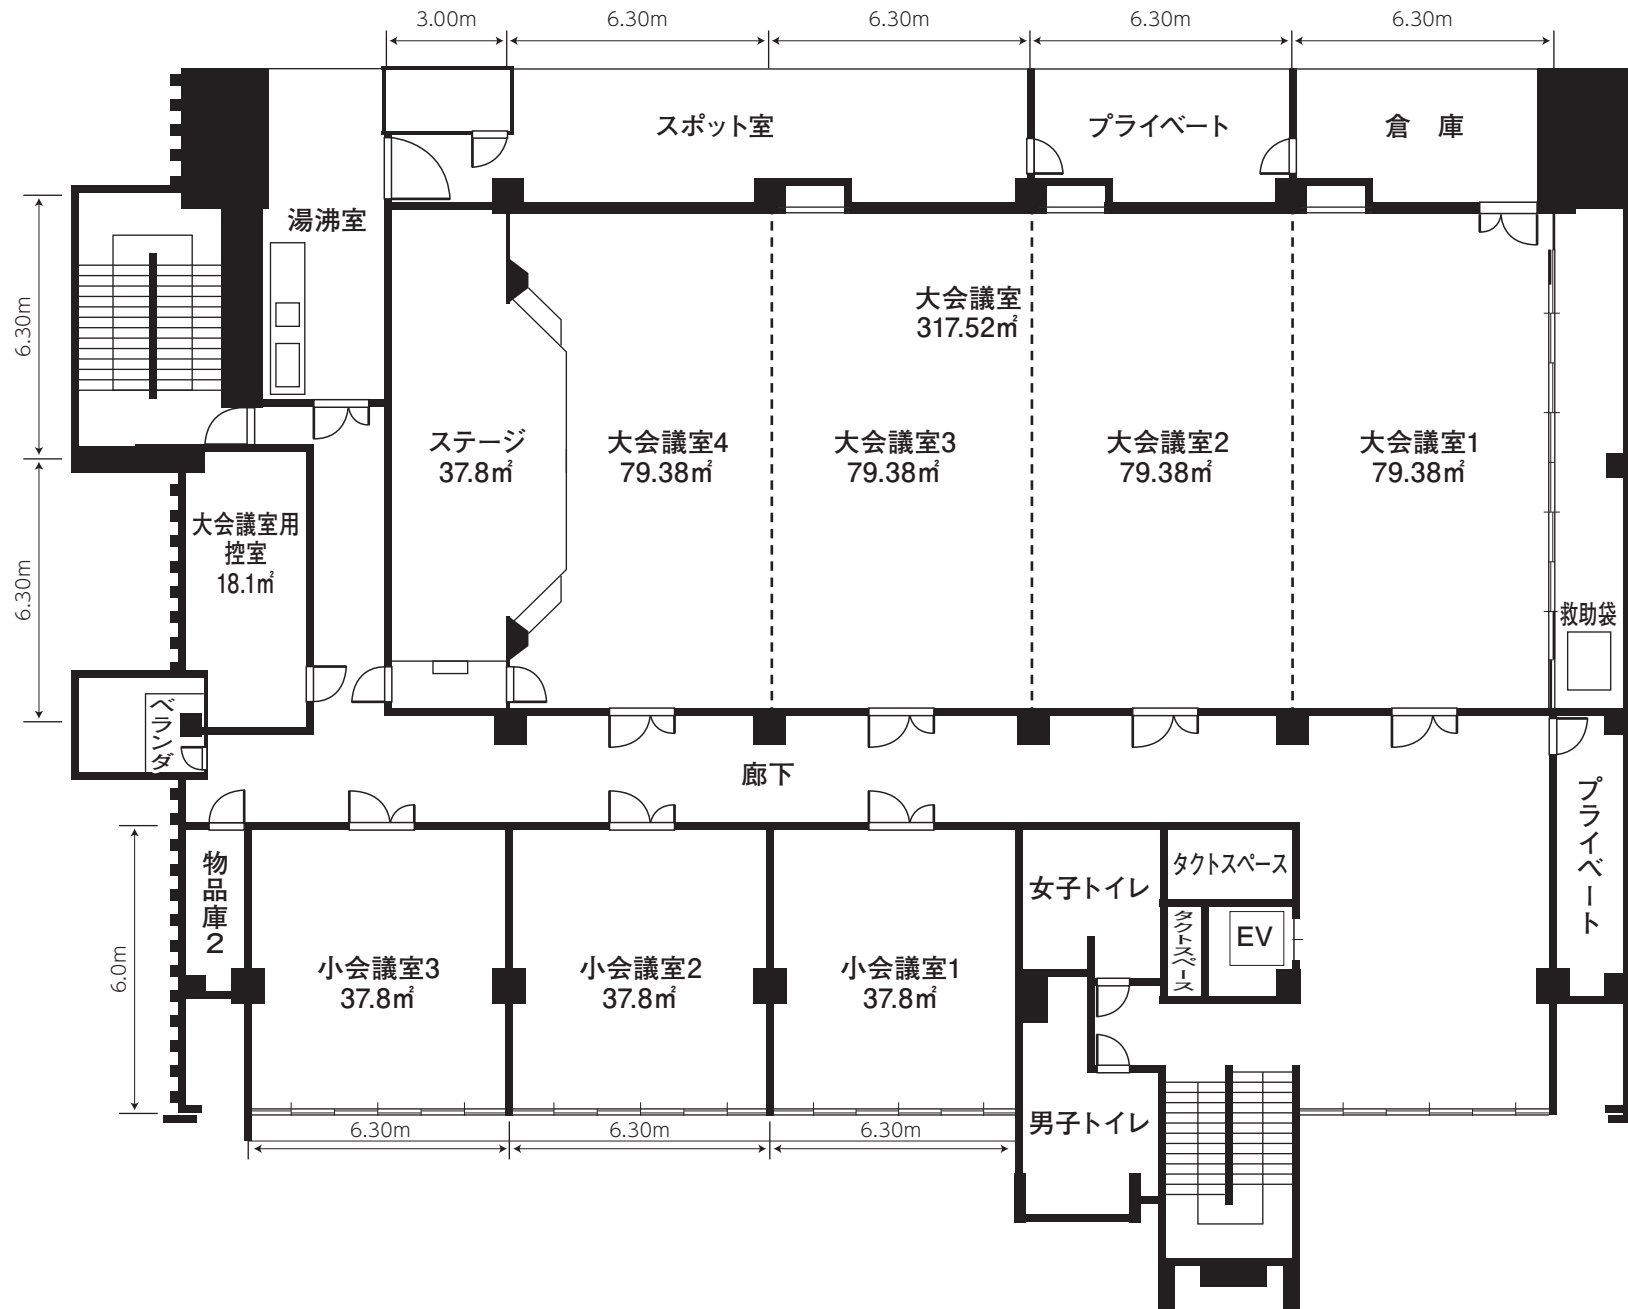 3.00m
6.30m
6.30m
6.30m
6.30m
スポット室
プライベート
倉　庫
湯沸室
6.30m
大会議室
317.52㎡
ステージ
37.8㎡
大会議室4
79.38㎡
大会議室3
79.38㎡
大会議室2
79.38㎡
大会議室1
79.38㎡
大会議室用
控室
18.1㎡
6.30m
救助袋
ベランダ
廊下
プライベート
物品庫2
女子トイレ
タクトスペース
タクトスペース
EV
6.0m
小会議室3
37.8㎡
小会議室2
37.8㎡
小会議室1
37.8㎡
男子トイレ
6.30m
6.30m
6.30m